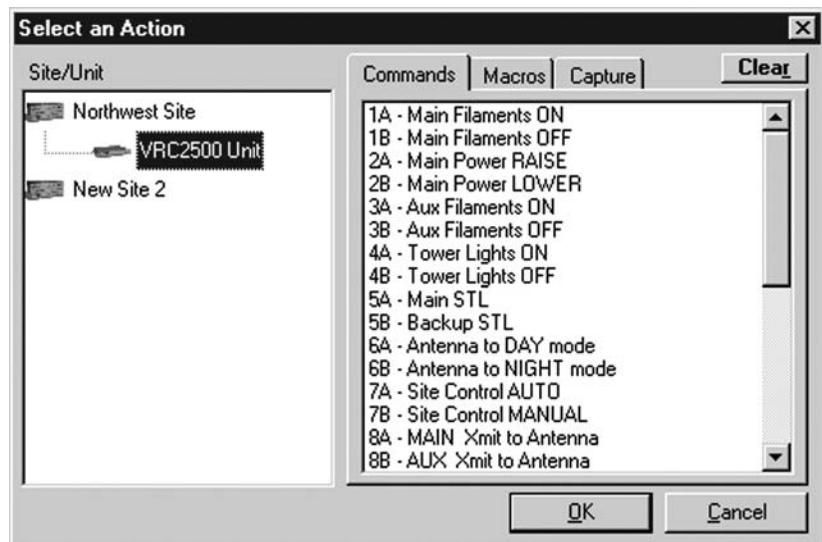 Select an Action
Site/Unit
Northwest Site
VRC2500 Unit
New Site 2
Commands Macros Capture Clear
1A - Main Filaments ON
1B - Main Filaments OFF
2A - Main Power RAISE
2B - Main Power LOWER
3A - Aux Filaments ON
3B - Aux Filaments OFF
4A - Tower Lights ON
4B - Tower Lights OFF
5A - Main STL
5B - Backup STL
6A - Antenna to DAY mode
6B - Antenna to NIGHT mode
7A - Site Control AUTO
7B - Site Control MANUAL
8A - MAIN Xmit to Antenna
8B - AUX Xmit to Antenna
OK Cancel